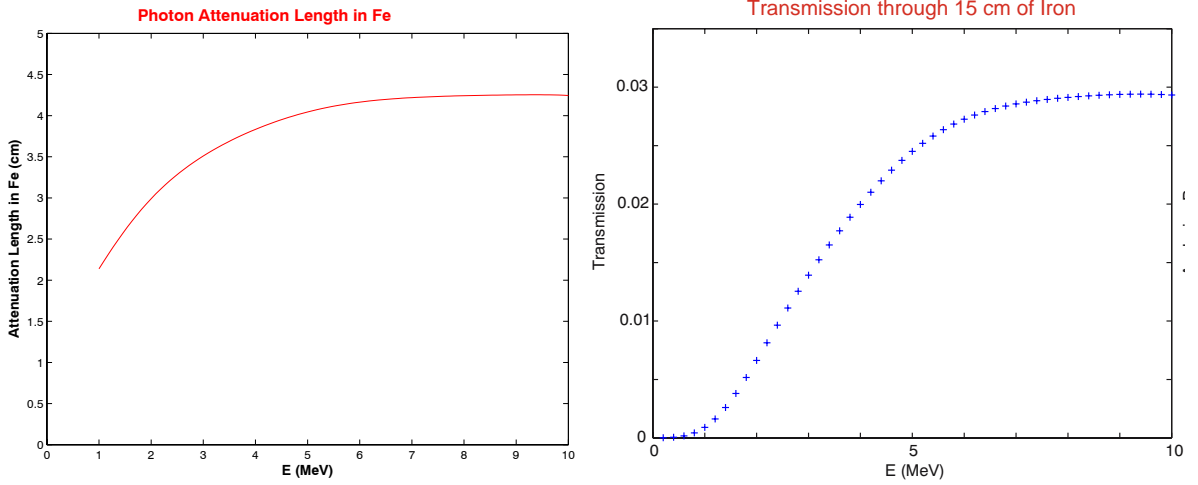 Photon Attenuation Length in Fe
5
4.5
4
3.5
3
2.5
2
1.5
1
0.5
0
Attenuation Length in Fe (cm)
0 1 2 3 4 5 6 7 8 9 10
E (MeV)
Transmission through 15 cm of Iron
0.03
0.02
0.01
0
Transmission
0 5 10
E (MeV)